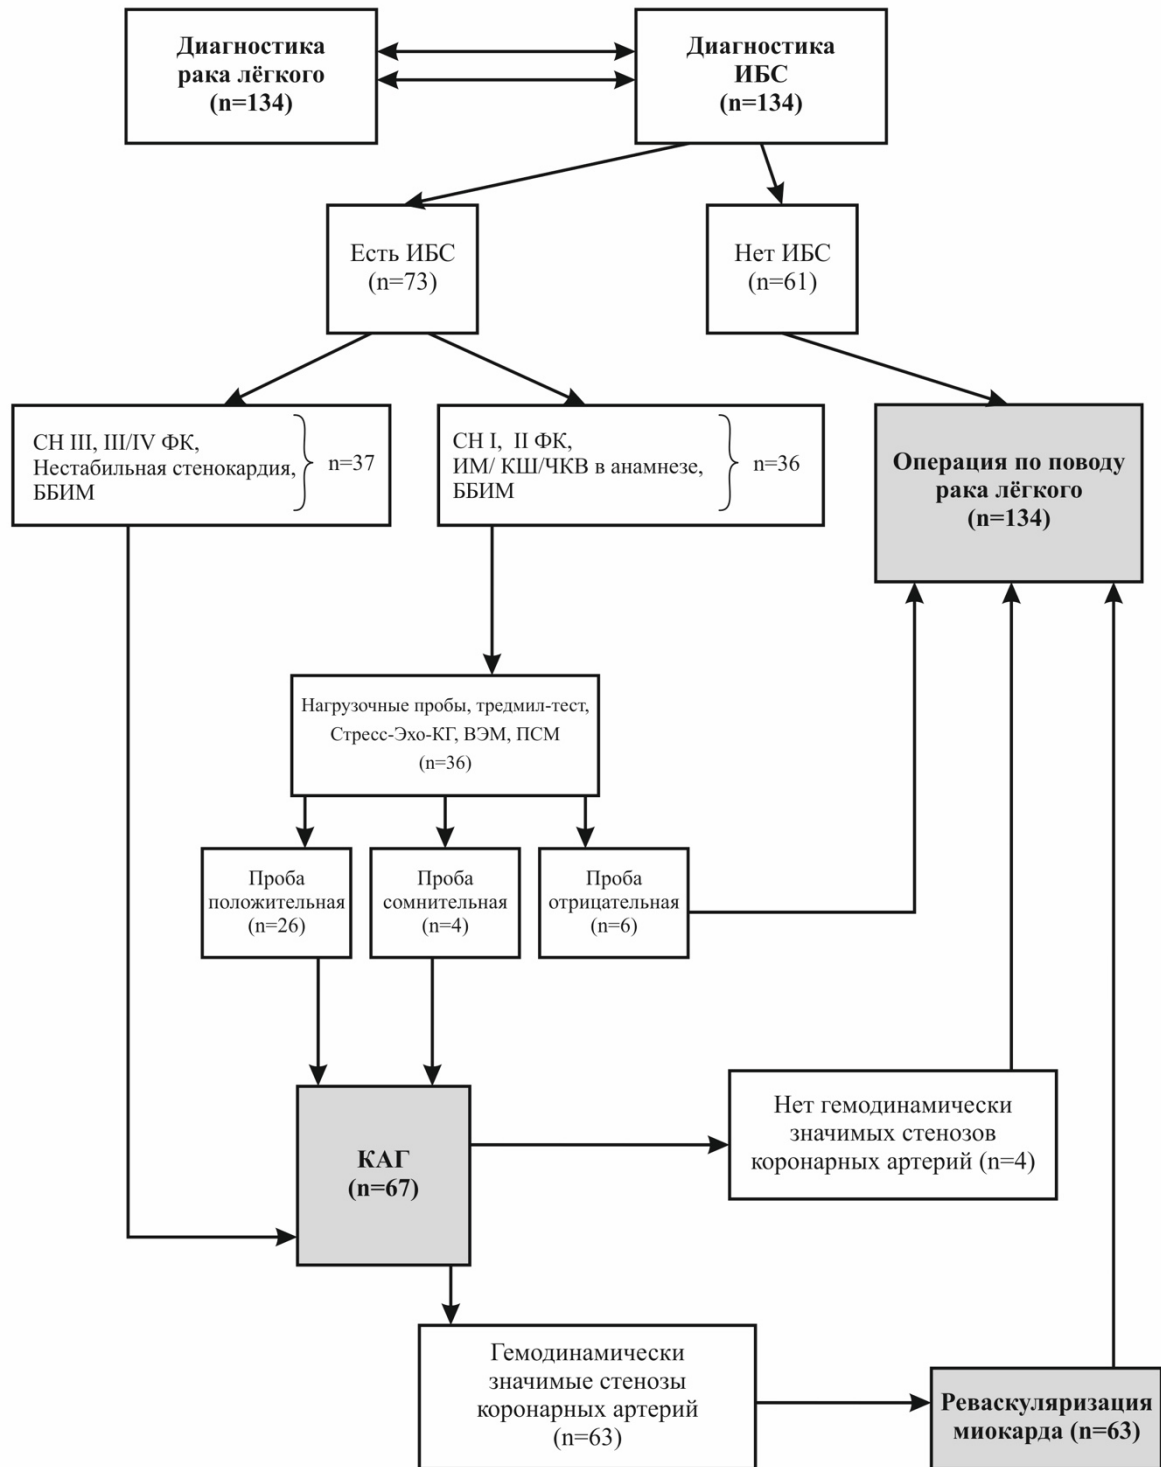 Диагностика
рака лёгкого
(n=134)
Диагностика
ИБС
(n=134)
Есть ИБС
(n=73)
Нет ИБС
(n=61)
СН III, III/IV ФК,
Нестабильная стенокардия,
ББИМ
n=37
СН I, II ФК,
ИМ/ КШ/ЧКВ в анамнезе,
ББИМ
n=36
Операция по поводу
рака лёгкого
(n=134)
Нагрузочные пробы, тредмил-тест,
Стресс-Эхо-КГ, ВЭМ, ПСМ
(n=36)
Проба
положительная
(n=26)
Проба
сомнительная
(n=4)
Проба
отрицательная
(n=6)
КАГ
(n=67)
Нет гемодинамически
значимых стенозов
коронарных артерий (n=4)
Гемодинамически
значимые стенозы
коронарных артерий
(n=63)
Реваскуляризация
миокарда (n=63)